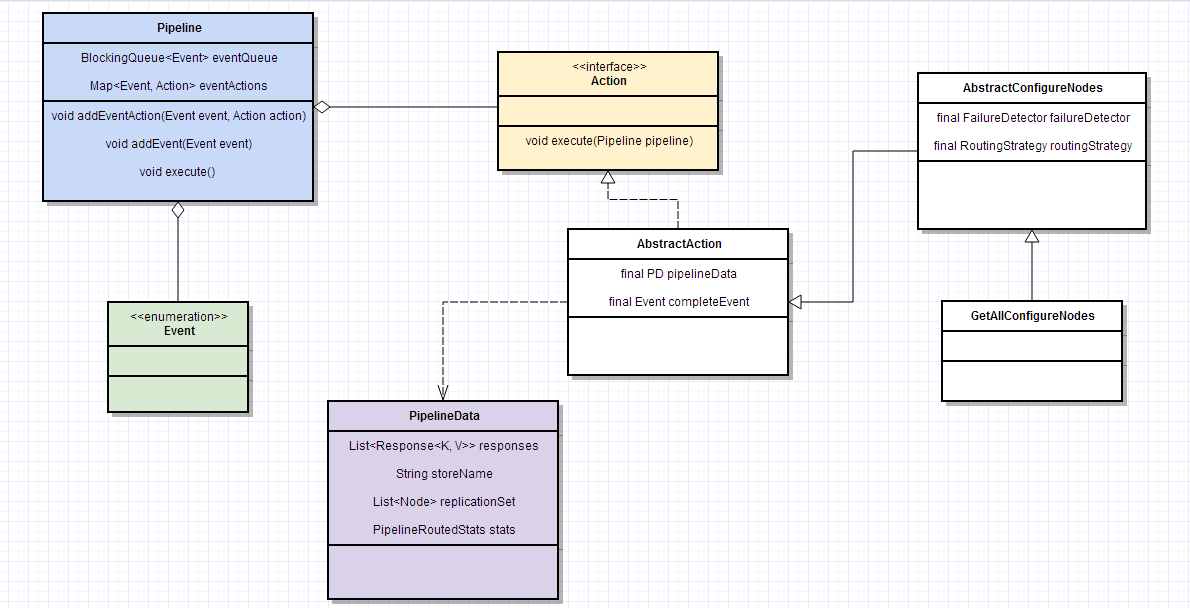 Pipeline
BlockingQueue<Event> eventQueue
Map<Event, Action> eventActions
void addEventAction(Event event, Action action)
void addEvent(Event event)
void execute()
<<interface>>
Action
void execute(Pipeline pipeline)
AbstractConfigureNodes
final FailureDetector failureDetector
final RoutingStrategy routingStrategy
AbstractAction
final PD pipelineData
final Event completeEvent
<<enumeration>>
Event
GetAllConfigureNodes
PipelineData
List<Response<K, V>> responses
String storeName
List<Node> replicationSet
PipelineRoutedStats stats